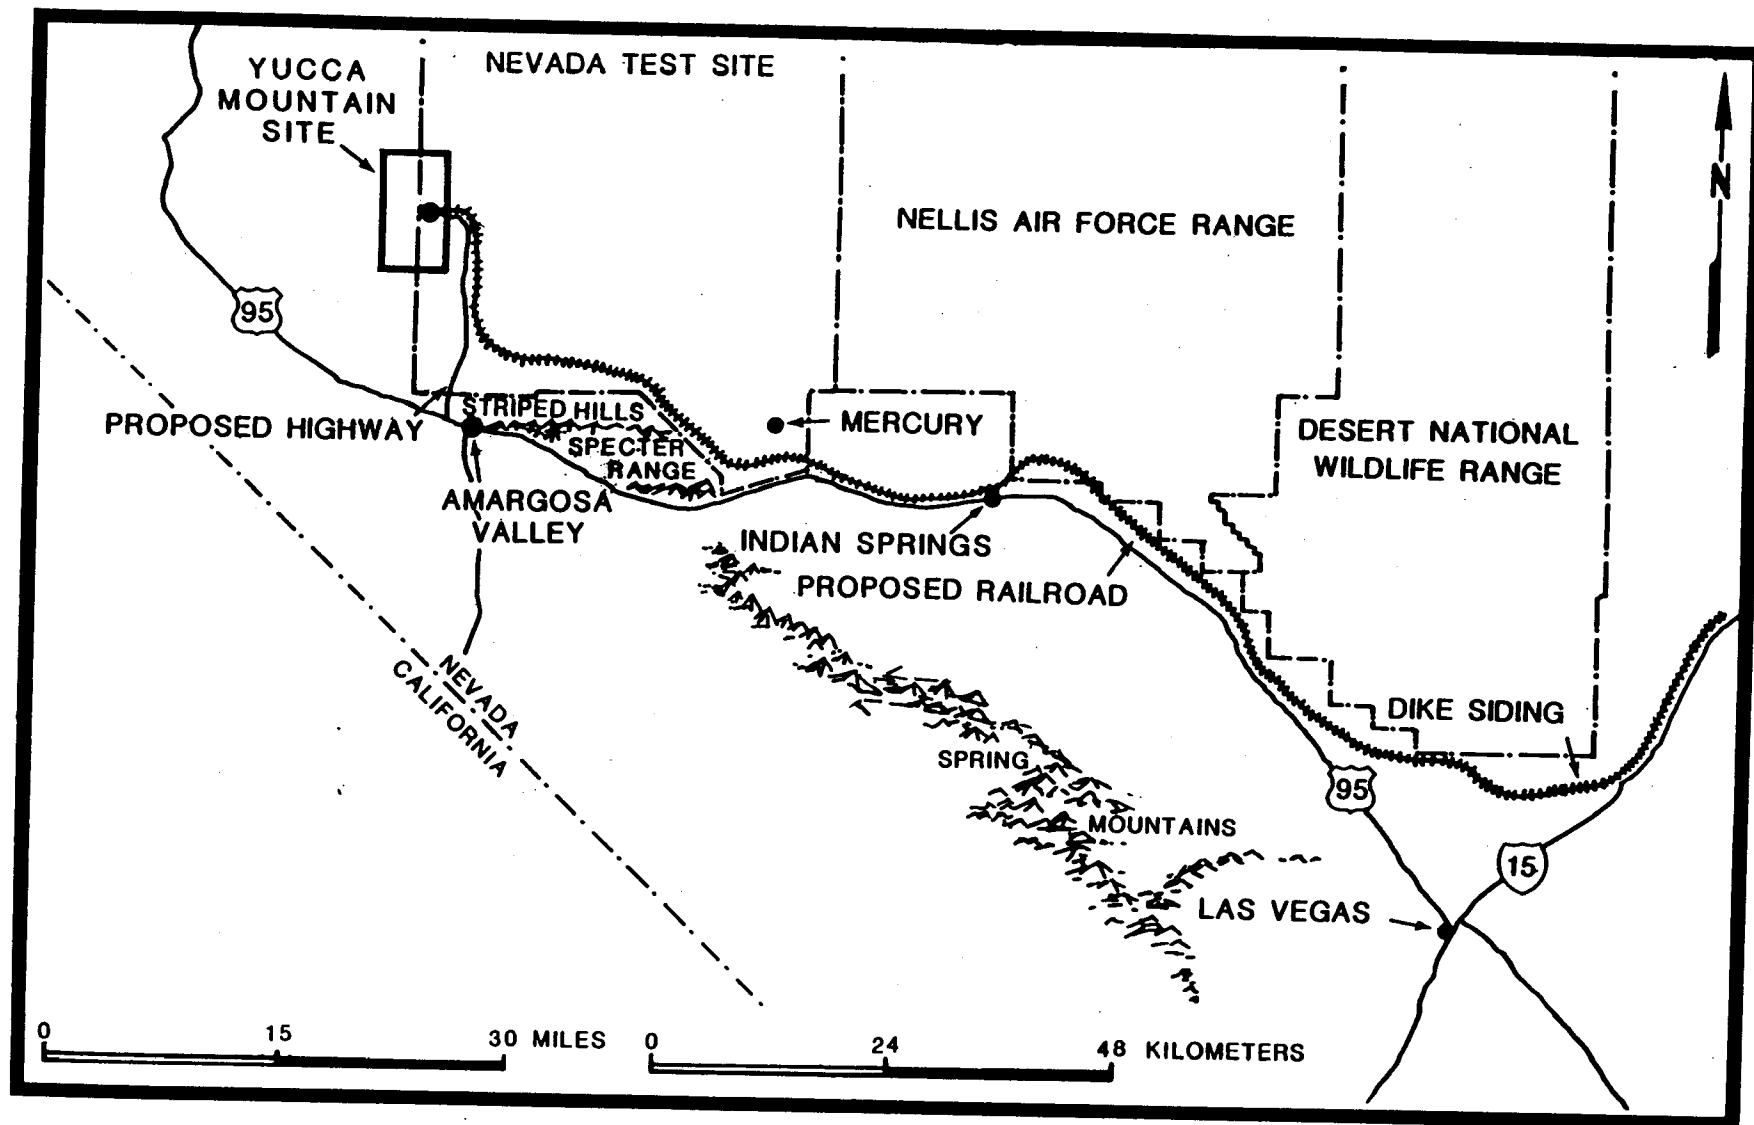 YUCCA
MOUNTAIN
SITE
NEVADA TEST SITE
N
NELLIS AIR FORCE RANGE
95
PROPOSED HIGHWAY
STRIPED HILLS
SPECTER
RANGE
MERCURY
DESERT NATIONAL
WILDLIFE RANGE
AMARGOSA
VALLEY
INDIAN SPRINGS
PROPOSED RAILROAD
NEVADA
CALIFORNIA
DIKE SIDING
SPRING
MOUNTAINS
95
15
LAS VEGAS
0 15 30 MILES
0 24 48 KILOMETERS